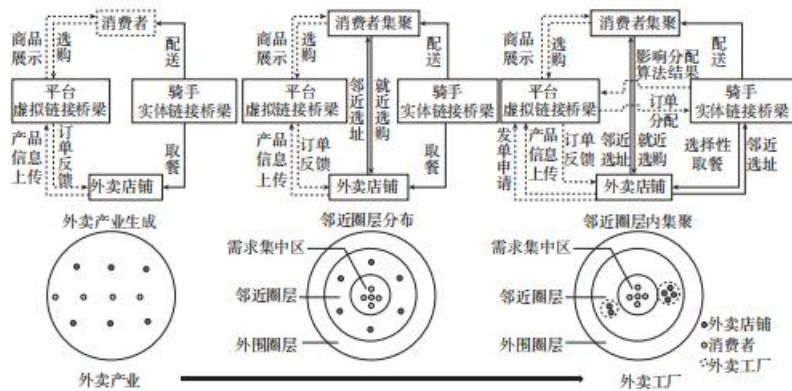 消费者
商品
展示
选购
配送
平台
虚拟链接桥梁
骑手
实体链接桥梁
产品
信息
上传
订单
反馈
取餐
外卖店铺
外卖产业生成
消费者集聚
商品
展示
选购
配送
平台
虚拟链接桥梁
邻近
选址
就近
选购
骑手
实体链接桥梁
产品
信息
上传
订单
反馈
取餐
外卖店铺
邻近圈层分布
消费者集聚
商品
展示
选购
影响分配
算法结果
配送
平台
虚拟链接桥梁
订单
分配
骑手
实体链接桥梁
发单
申请
产品
信息
上传
订单
反馈
邻近
选址
就近
选购
选择性
取餐
邻近
选址
外卖店铺
邻近圈层内集聚
需求集中区
邻近圈层
外围圈层
需求集中区
邻近圈层
外围圈层
外卖店铺
消费者
外卖工厂
外卖产业
外卖工厂